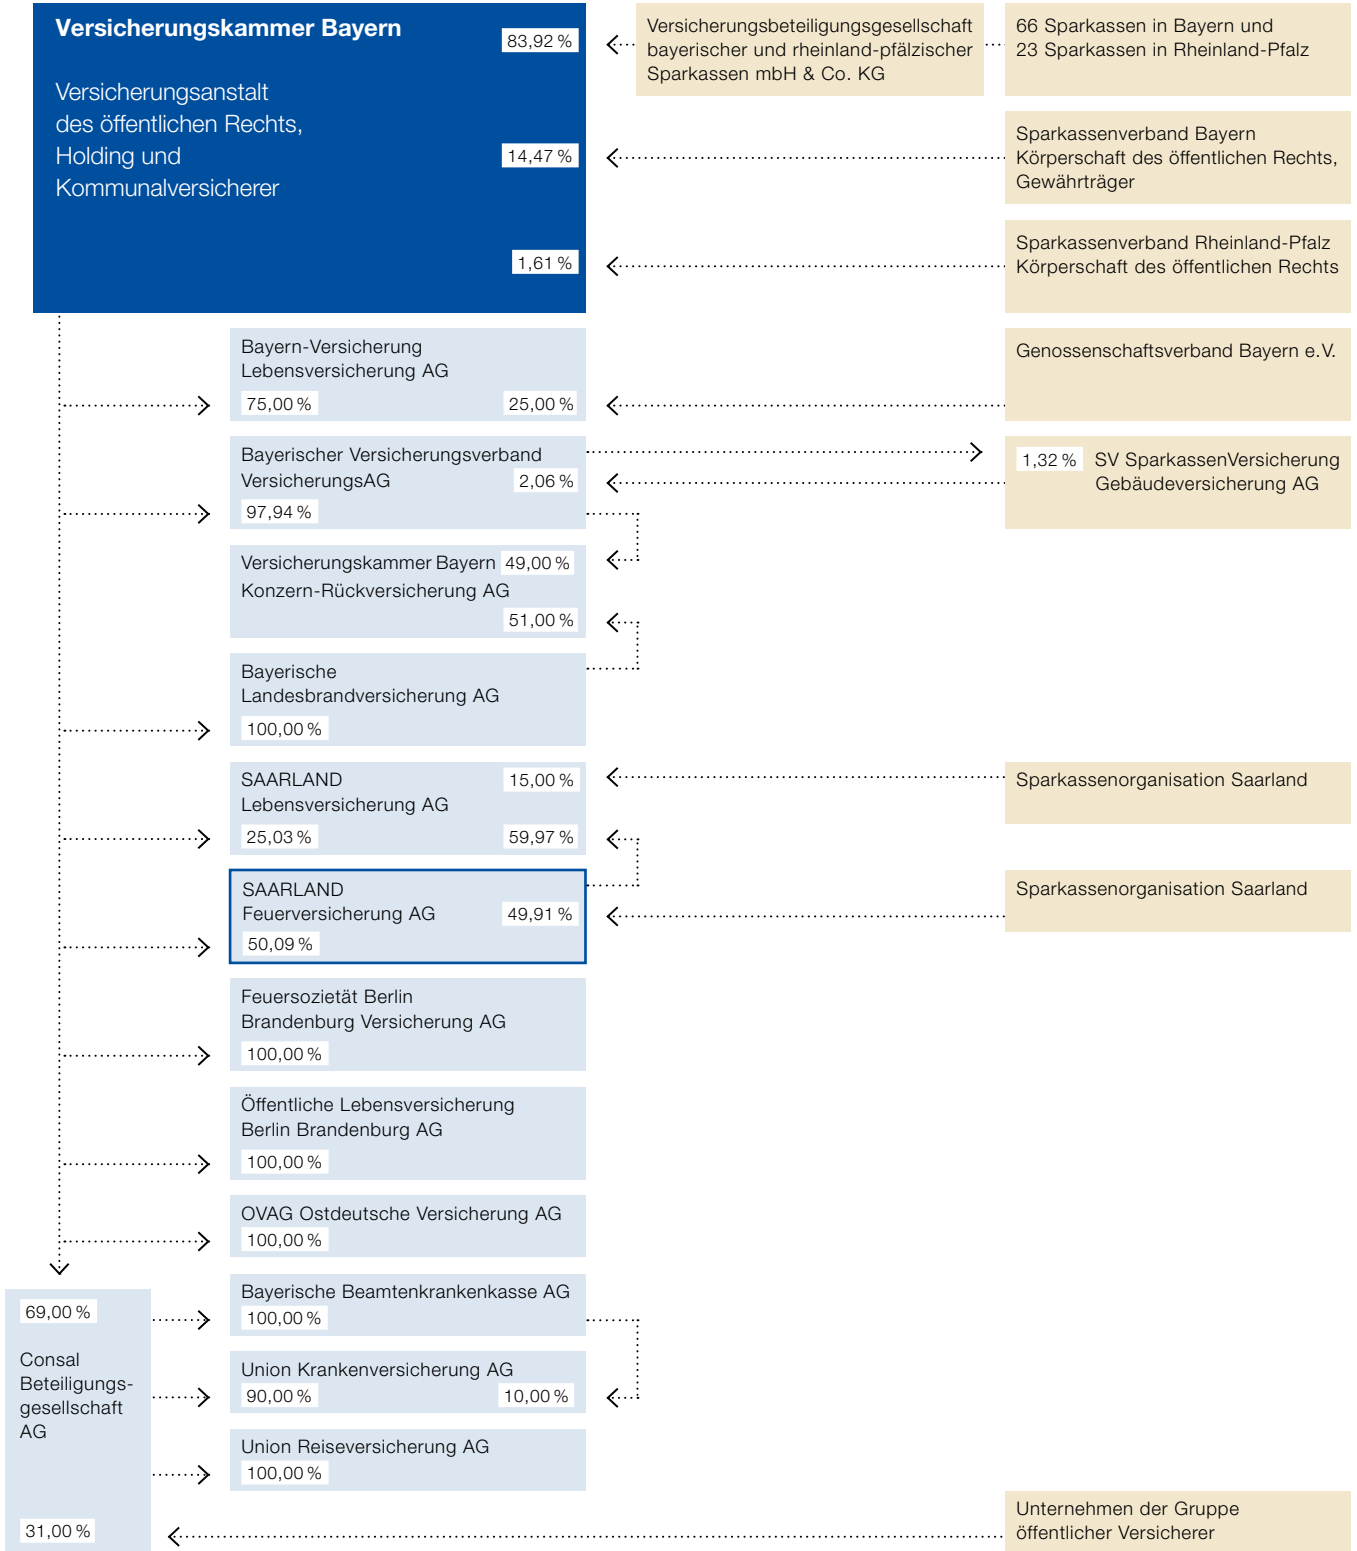 Versicherungskammer Bayern
83,92 %
Versicherungsanstalt
des öffentlichen Rechts,
Holding und
Kommunalversicherer
14,47 %
1,61 %
Versicherungsbeteiligungsgesellschaft
bayerischer und rheinland-pfälzischer
Sparkassen mbH & Co. KG
66 Sparkassen in Bayern und
23 Sparkassen in Rheinland-Pfalz
Sparkassenverband Bayern
Körperschaft des öffentlichen Rechts,
Gewährträger
Sparkassenverband Rheinland-Pfalz
Körperschaft des öffentlichen Rechts
Bayern-Versicherung
Lebensversicherung AG
75,00 % 25,00 %
Genossenschaftsverband Bayern e.V.
Bayerischer Versicherungsverband
VersicherungsAG 2,06 %
97,94 %
1,32 % SV SparkassenVersicherung
Gebäudeversicherung AG
Versicherungskammer Bayern 49,00 %
Konzern-Rückversicherung AG
51,00 %
Bayerische
Landesbrandversicherung AG
100,00 %
SAARLAND 15,00 %
Lebensversicherung AG
25,03 % 59,97 %
Sparkassenorganisation Saarland
SAARLAND
Feuerversicherung AG 49,91 %
50,09 %
Sparkassenorganisation Saarland
Feuersozietät Berlin
Brandenburg Versicherung AG
100,00 %
Öffentliche Lebensversicherung
Berlin Brandenburg AG
100,00 %
OVAG Ostdeutsche Versicherung AG
100,00 %
69,00 %
Consal
Beteiligungs-
gesellschaft
AG
31,00 %
Bayerische Beamtenkrankenkasse AG
100,00 %
Union Krankenversicherung AG
90,00 % 10,00 %
Union Reiseversicherung AG
100,00 %
Unternehmen der Gruppe
öffentlicher Versicherer